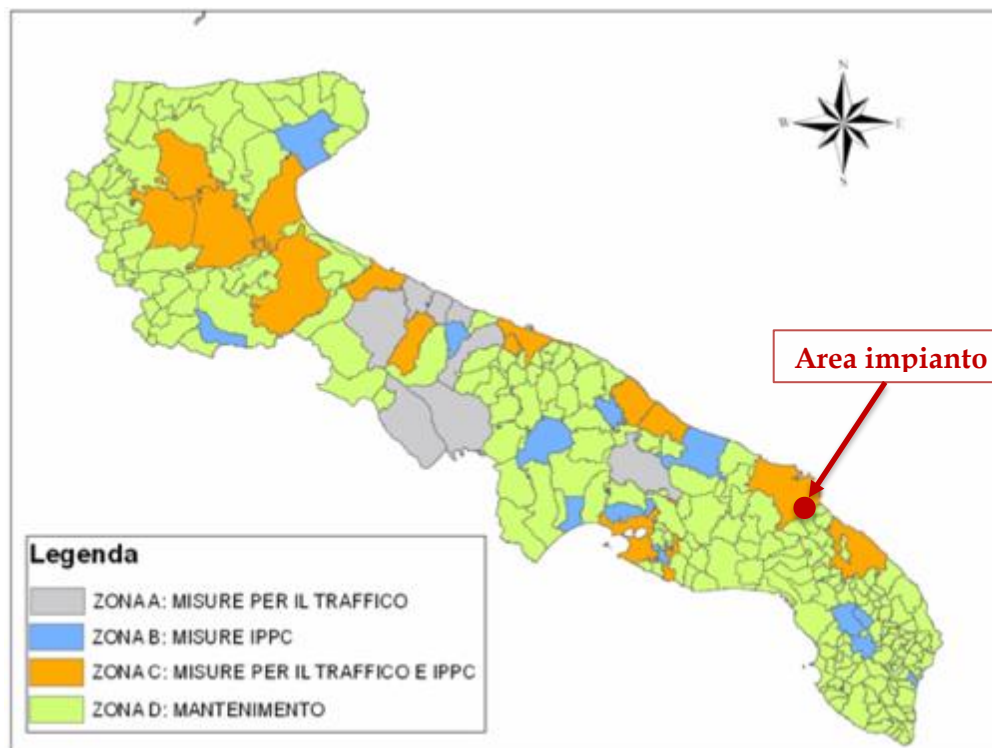 N
W E
S
Area impianto
Legenda
ZONA A: MISURE PER IL TRAFFICO
ZONA B: MISURE IPPC
ZONA C: MISURE PER IL TRAFFICO E IPPC
ZONA D: MANTENIMENTO